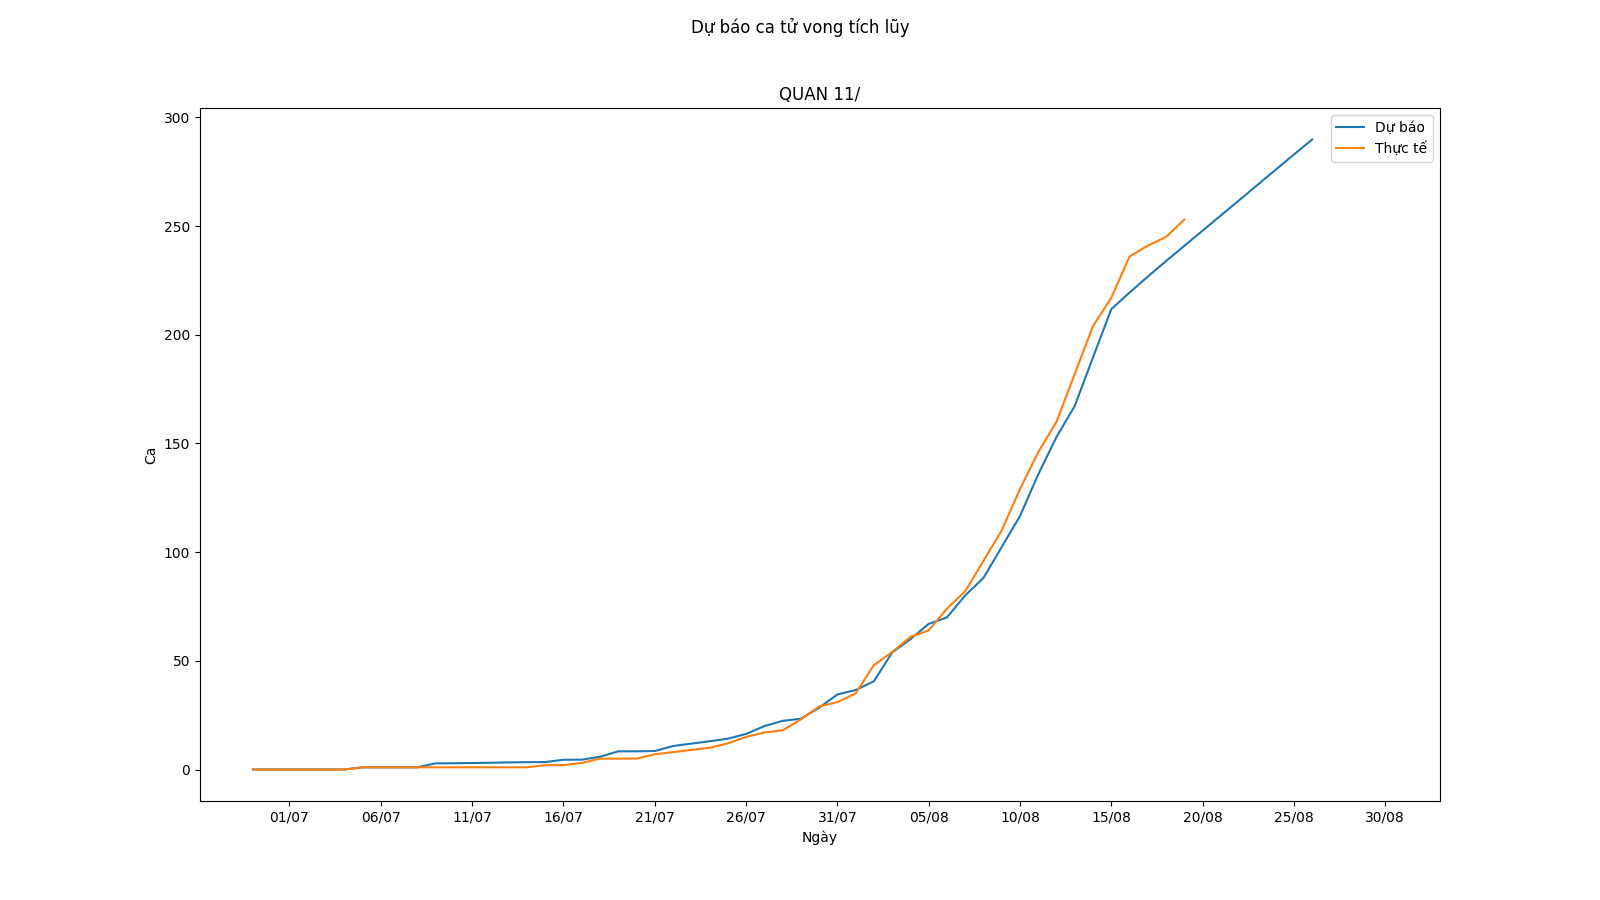 Dự báo ca tử vong tích lũy
QUAN 11/
300
250
200
150
100
50
0
Ca
Dự báo
Thực tế
01/07 06/07 11/07 16/07 21/07 26/07 31/07 05/08 10/08 15/08 20/08 25/08 30/08
Ngày